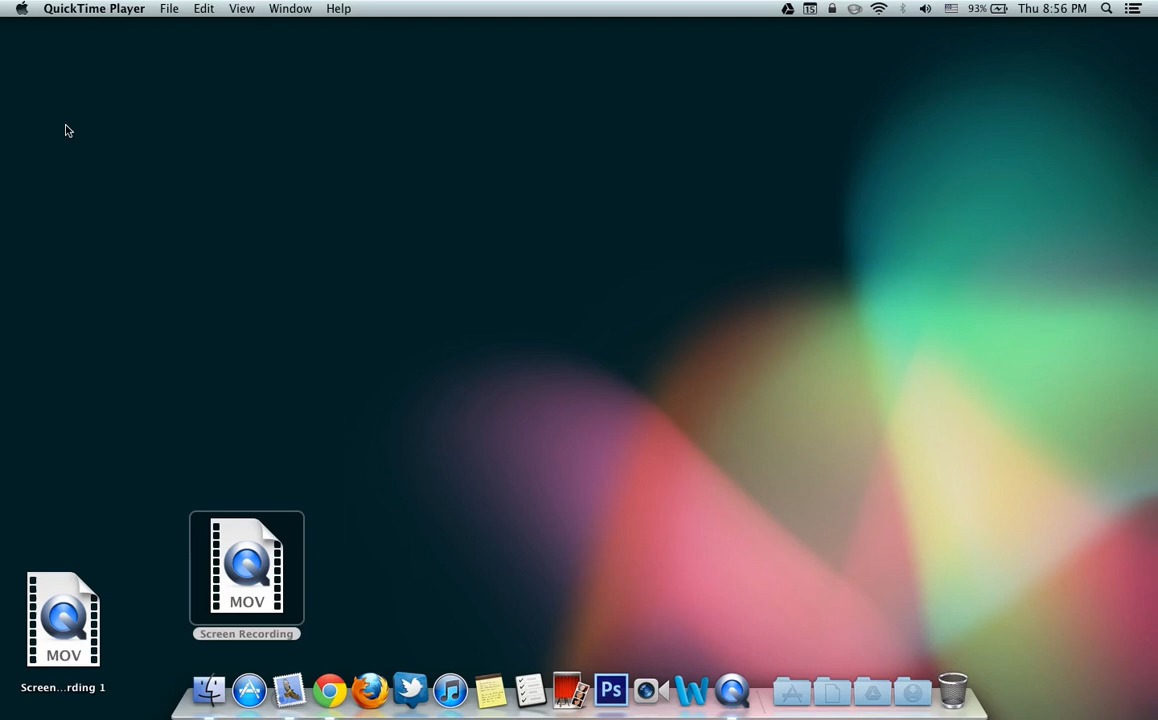 QuickTime Player File Edit View Window Help 15 93% Thu 8:56 PM
MOV
Screen Recording
MOV
Screen...rding 1
Ps
W